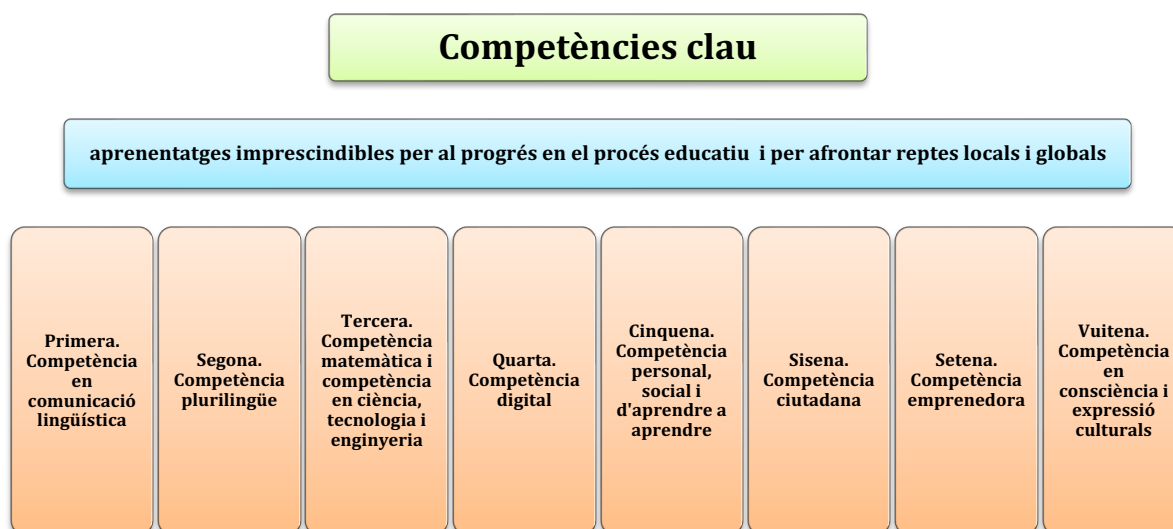 Competències clau
aprenentatges imprescindibles per al progrés en el procés educatiu  i per afrontar reptes locals i globals
Primera.
Competència
en
comunicació
lingüística
Segona.
Competència
plurilingüe
Tercera.
Competència
matemàtica i
competència
en ciència,
tecnologia i
enginyeria
Quarta.
Competència
digital
Cinquena.
Competència
personal,
social i
d'aprendre a
aprendre
Sisena.
Competència
ciutadana
Setena.
Competència
emprenedora
Vuitena.
Competència
en
consciència i
expressió
culturals